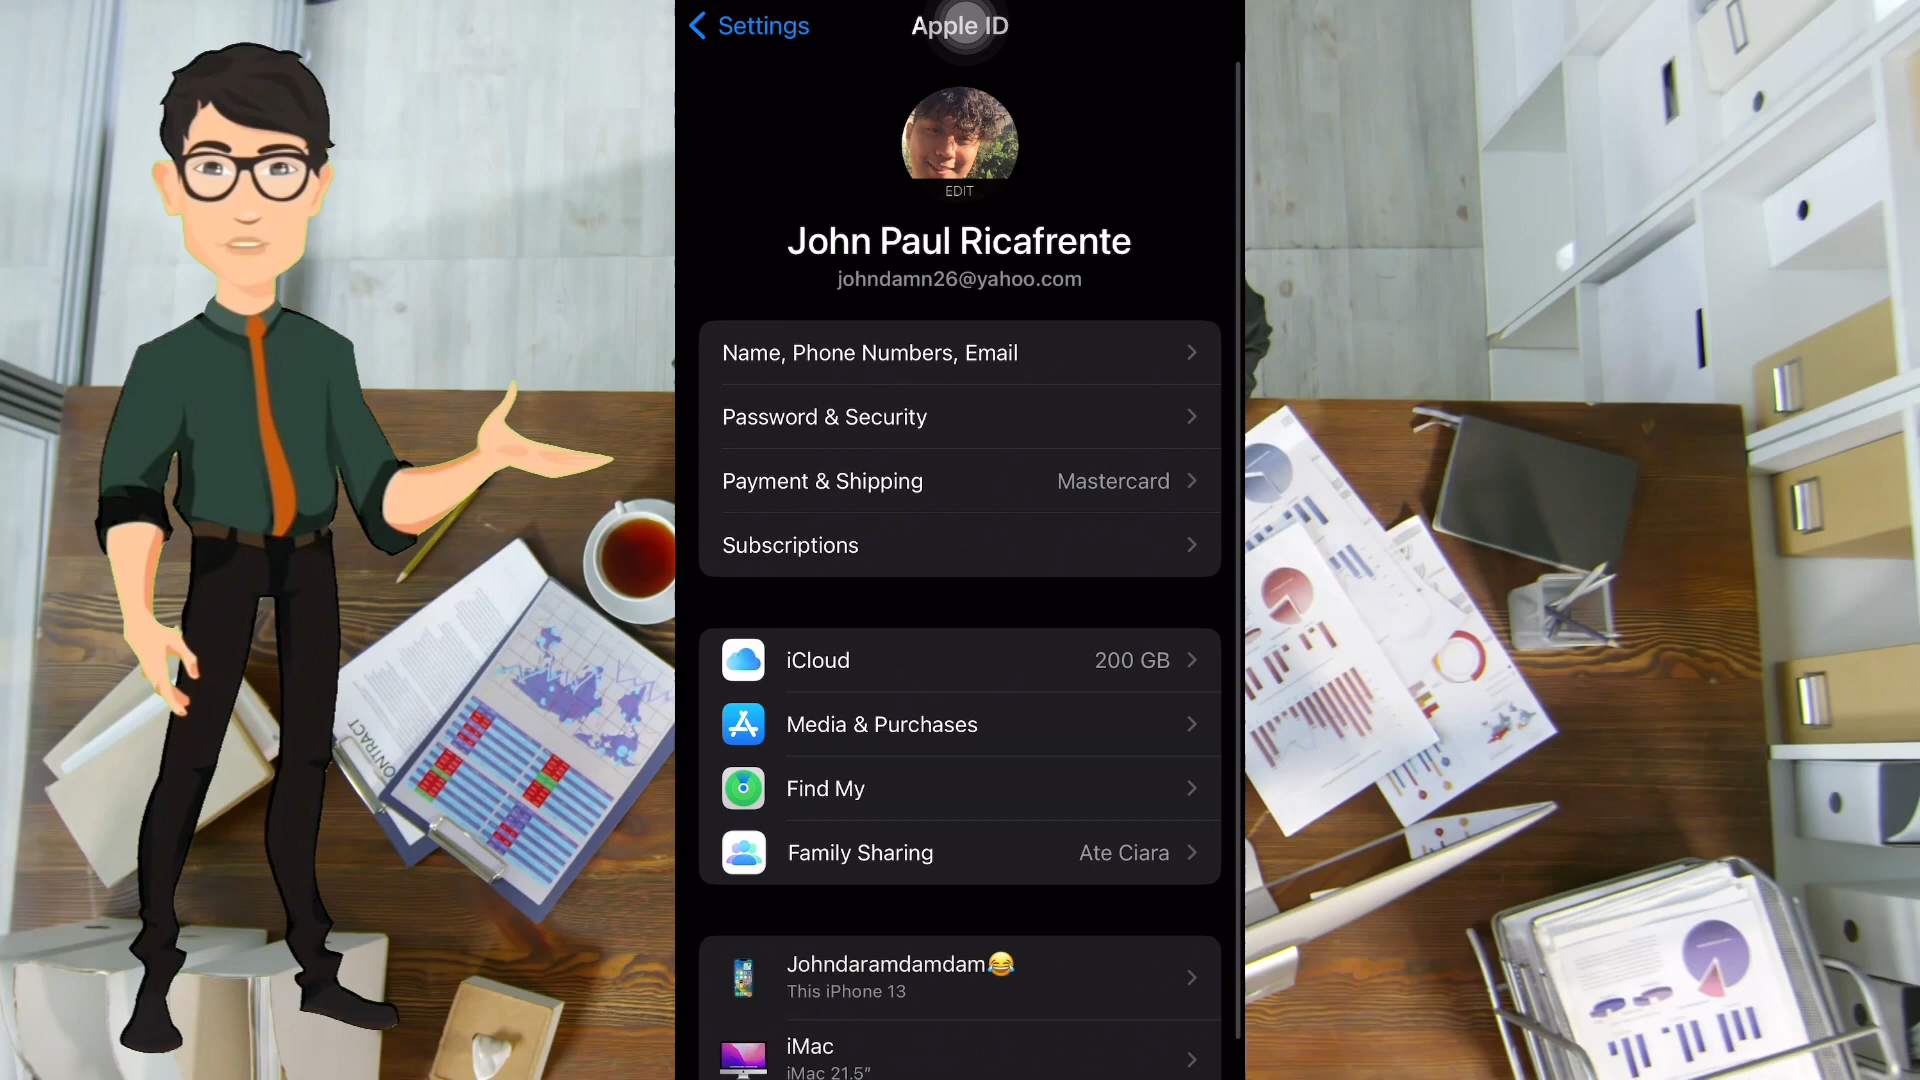 Settings
Apple ID
EDIT
John Paul Ricafrente
johndamn26@yahoo.com
Name, Phone Numbers, Email
Password & Security
Payment & Shipping Mastercard
Subscriptions
iCloud 200 GB
Media & Purchases
Find My
Family Sharing Ate Ciara
Johndaramdamdam😂
This iPhone 13
iMac
iMac 21.5"
CONTRACT